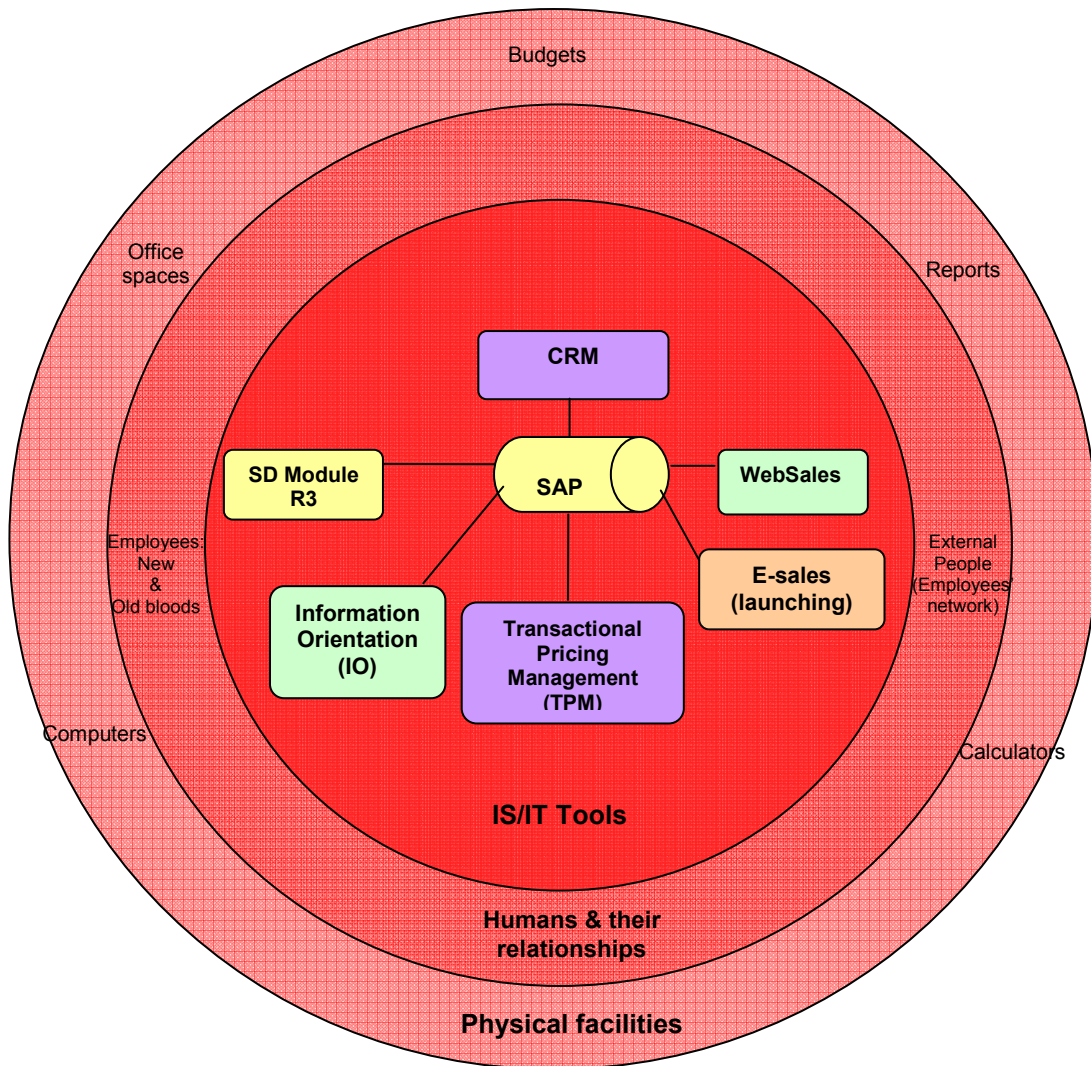 Budgets
Office
spaces
Reports
CRM
SD Module
R3
SAP
WebSales
Employees:
New
&
Old bloods
External
People
(Employees'
network)
E-sales
(launching)
Information
Orientation
(IO)
Transactional
Pricing
Management
(TPM)
Computers
Calculators
IS/IT Tools
Humans & their
relationships
Physical facilities